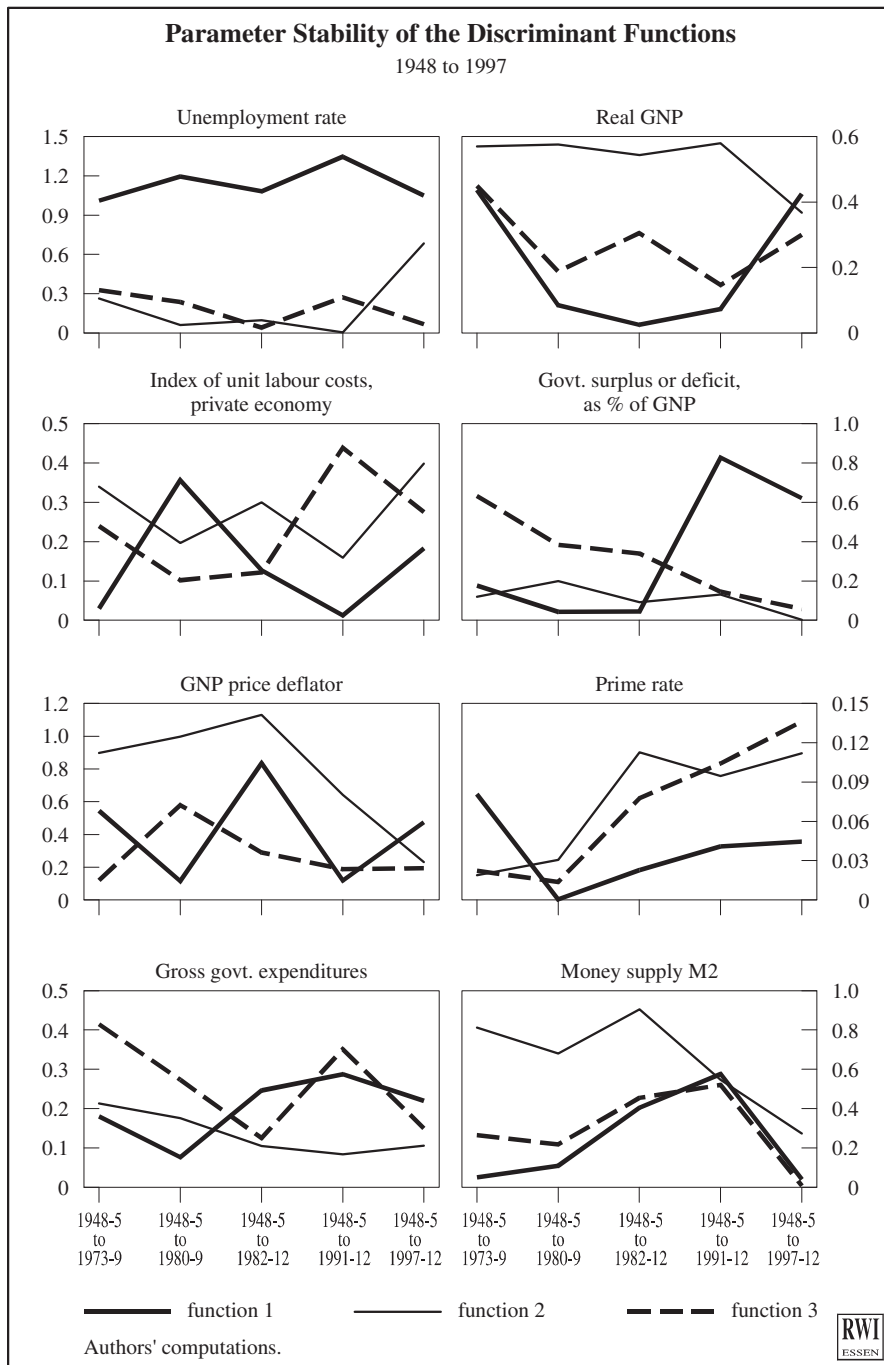 Parameter Stability of the Discriminant Functions
1948 to 1997
Unemployment rate
1.5
1.2
0.9
0.6
0.3
0
Real GNP
0.6
0.4
0.2
0
Index of unit labour costs,
private economy
0.5
0.4
0.3
0.2
0.1
0
Govt. surplus or deficit,
as % of GNP
1.0
0.8
0.6
0.4
0.2
0
GNP price deflator
1.2
1.0
0.8
0.6
0.4
0.2
0
Prime rate
0.15
0.12
0.09
0.06
0.03
0
Gross govt. expenditures
0.5
0.4
0.3
0.2
0.1
0
Money supply M2
1.0
0.8
0.6
0.4
0.2
0
1948-5 1948-5 1948-5 1948-5 1948-5 1948-5 1948-5 1948-5 1948-5 1948-5
to to to to to to to to to to
1973-9 1980-9 1982-12 1991-12 1997-12 1973-9 1980-9 1982-12 1991-12 1997-12
function 1 function 2 function 3
Authors' computations.
RWI
ESSEN